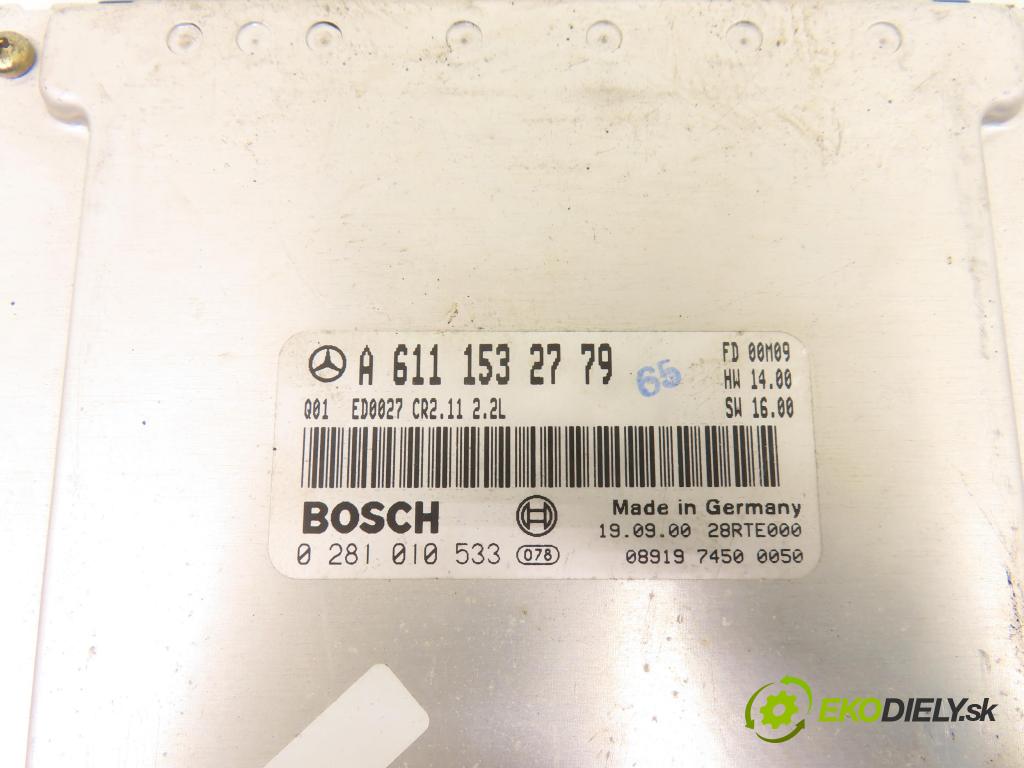 A 611 153 27 79
65
FD 00M09
HW 14.00
Q01 ED0027 CR2.11 2.2L
SW 16.00
BOSCH
Made in Germany
19.09.00 28RTE000
0 281 010 533 078
08919 7450 0050
EKODIELY.sk